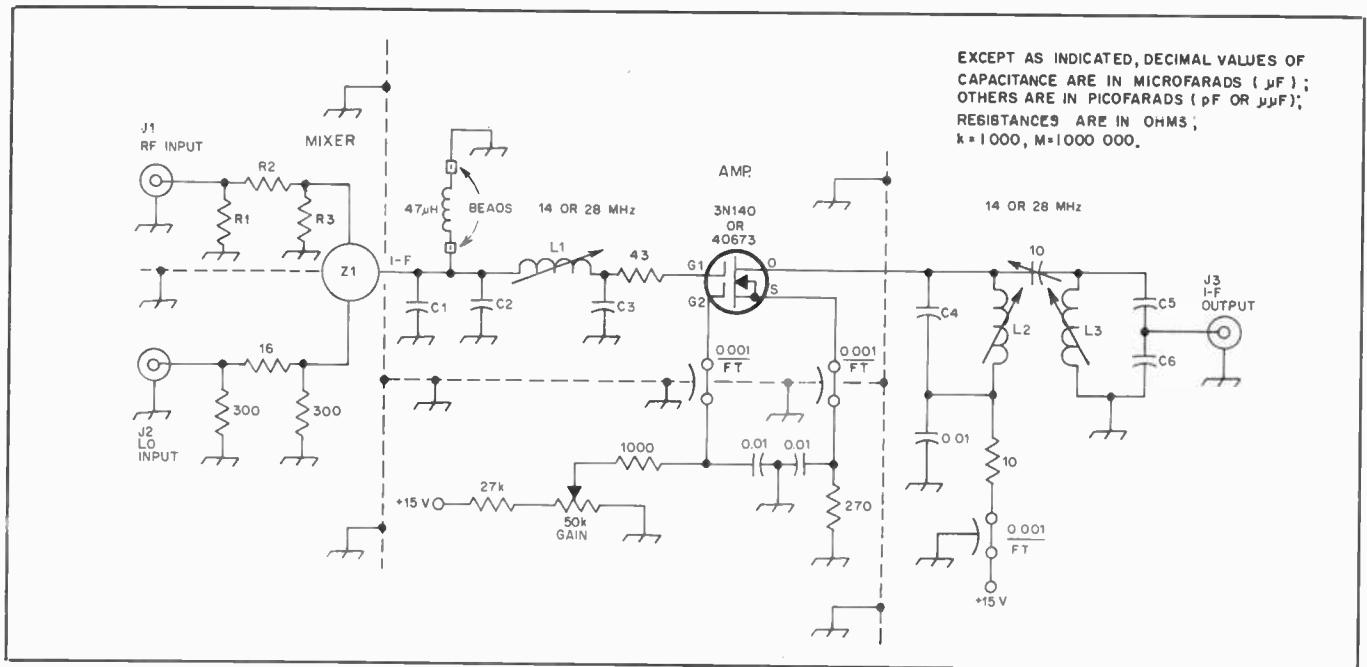 EXCEPT AS INDICATED, DECIMAL VALUES OF
CAPACITANCE ARE IN MICROFARADS ( µF ) ;
OTHERS ARE IN PICOFARADS ( pF OR µµF);
RESISTANCES ARE IN OHMS ;
k=1000, M=1000 000.
J1
RF INPUT
MIXER
R2
R1
R3
Z1
I-F
47µH
BEADS
14 OR 28 MHz
L1
43
C1
C2
C3
AMP.
3N140
OR
40673
G1
G2
D
S
14 OR 28 MHz
10
C4
L2
L3
C5
C6
J3
I-F
OUTPUT
J2
LO
INPUT
16
300
300
0.001
FT
0.001
FT
1000
0.01
0.01
+15 V
27k
50k
GAIN
270
0.01
10
0.001
FT
+15 V